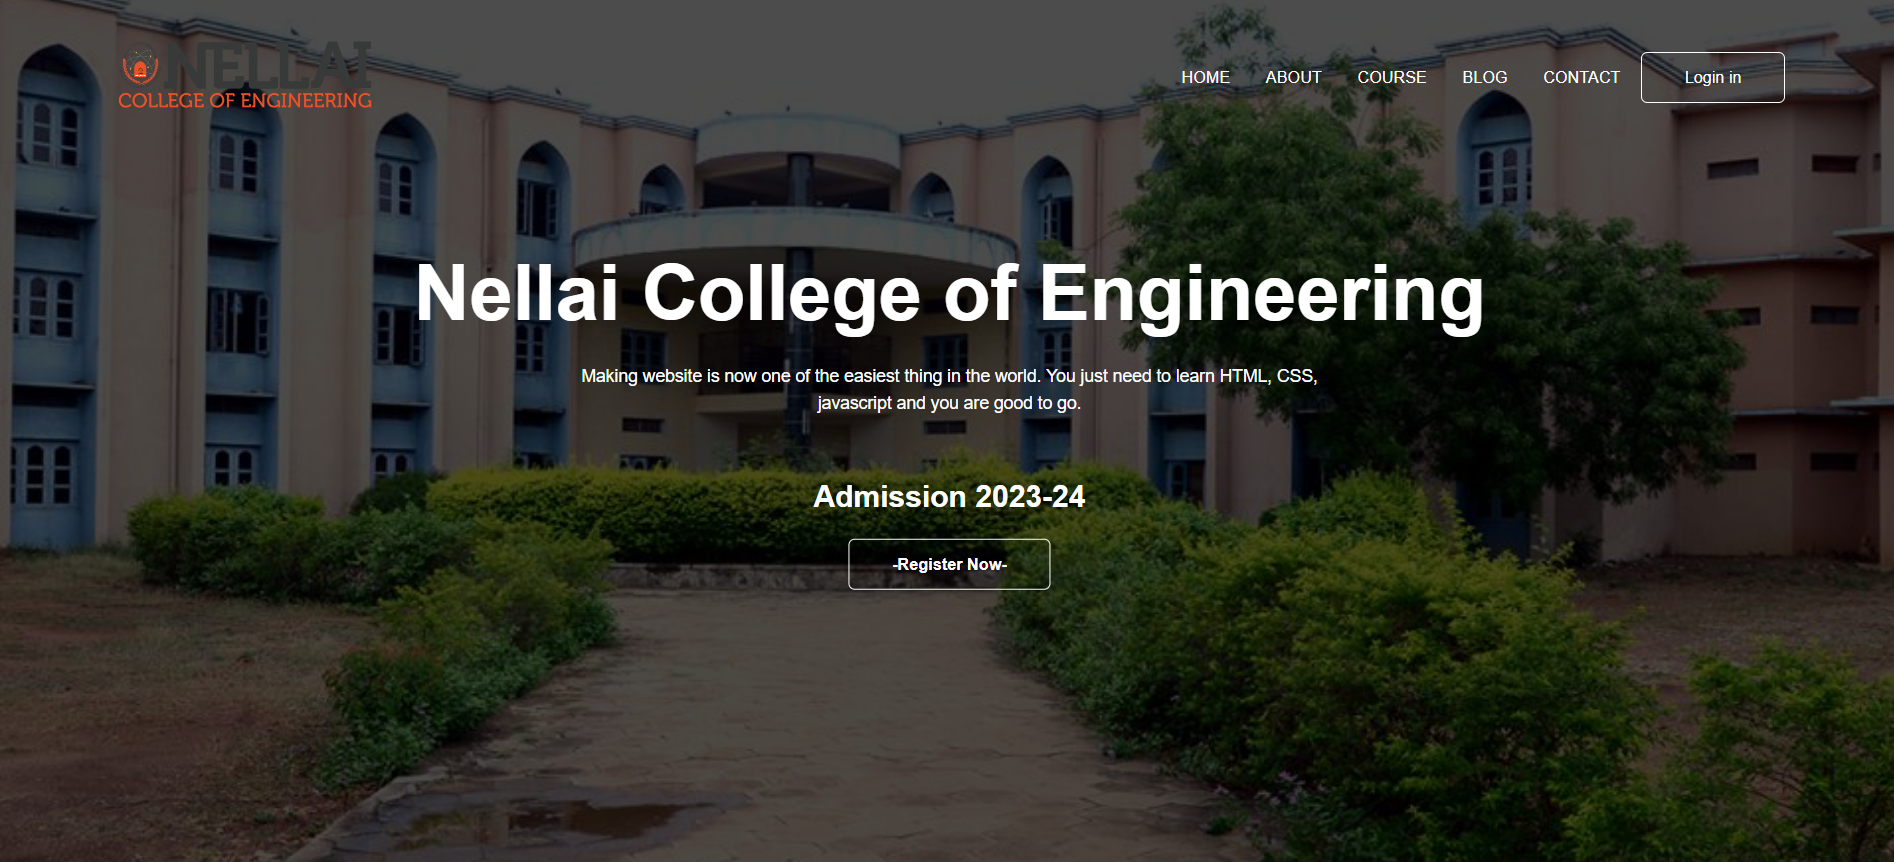 NELLAI
COLLEGE OF ENGINEERING
HOME ABOUT COURSE BLOG CONTACT Login in
Nellai College of Engineering
Making website is now one of the easiest thing in the world. You just need to learn HTML, CSS,
javascript and you are good to go.
Admission 2023-24
-Register Now-